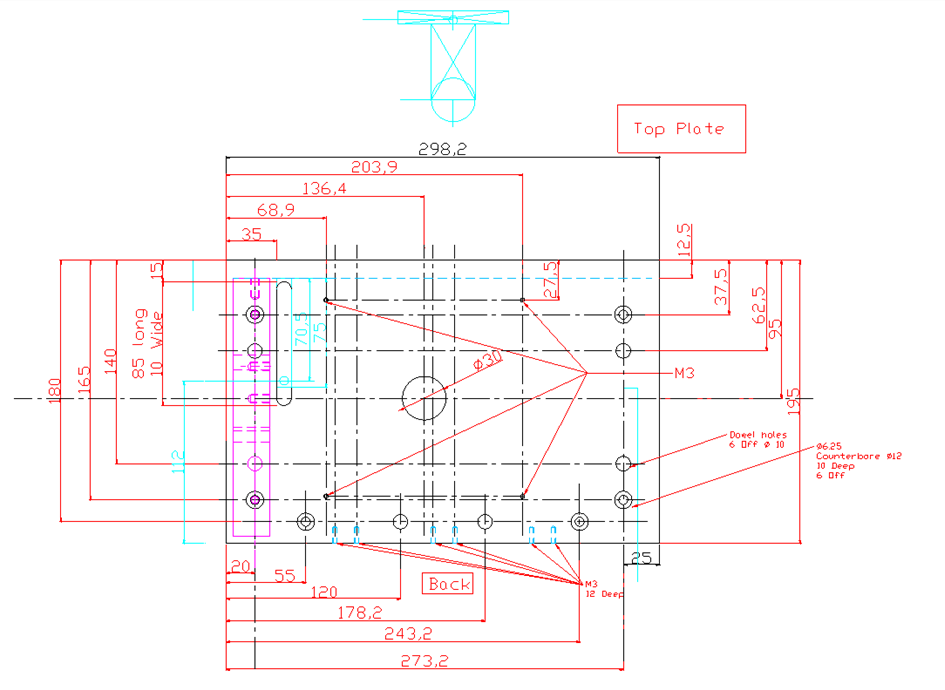 Top Plate
298,2
203,9
136,4
68,9
35
12,5
15
27,5
37,5
62,5
95
195
70,5
75
85 long
10 Wide
140
165
180
112
Ø30
M3
Dowel holes
6 Off Ø 10
Ø6.25
Counterbore Ø12
10 Deep
6 Off
20
55
120
178,2
243,2
273,2
25
Back
M3
12 Deep